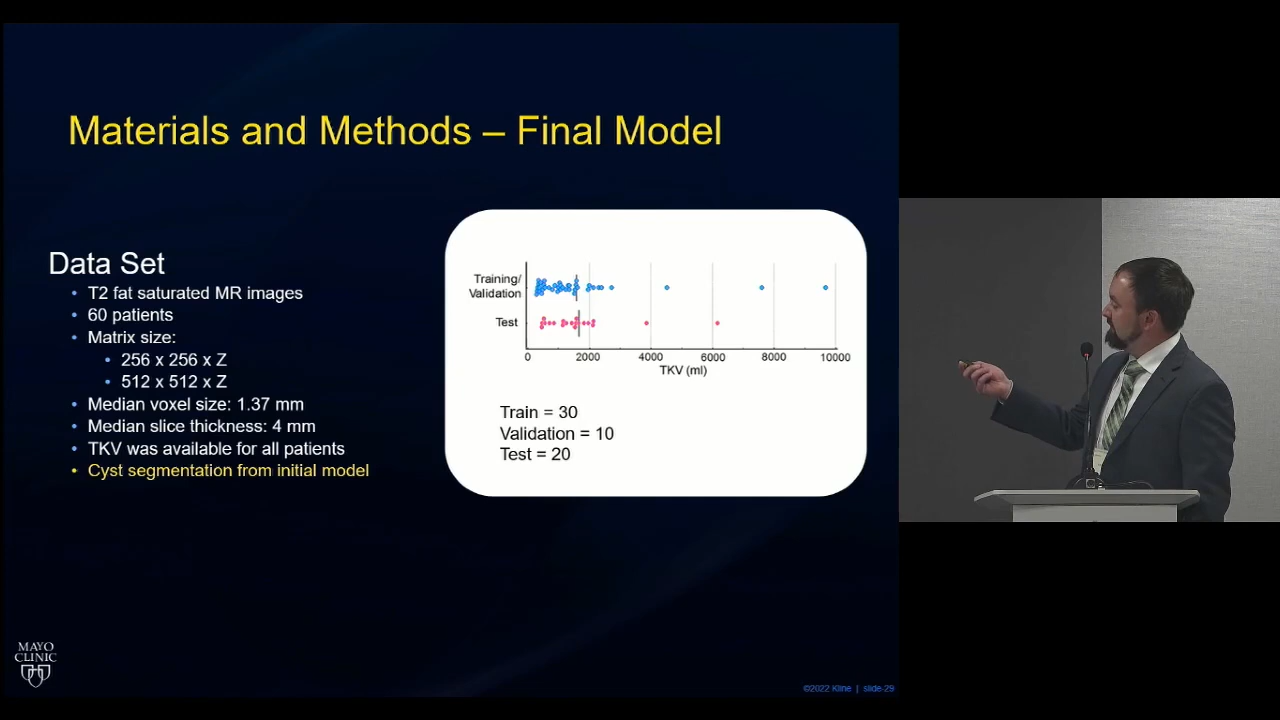 Materials and Methods – Final Model
Data Set
• T2 fat saturated MR images
• 60 patients
• Matrix size:
• 256 x 256 x Z
• 512 x 512 x Z
• Median voxel size: 1.37 mm
• Median slice thickness: 4 mm
• TKV was available for all patients
• Cyst segmentation from initial model
Training/
Validation
Test
0 2000 4000 6000 8000 10000
TKV (ml)
Train = 30
Validation = 10
Test = 20
MAYO
CLINIC
©2022 Kline | slide-29